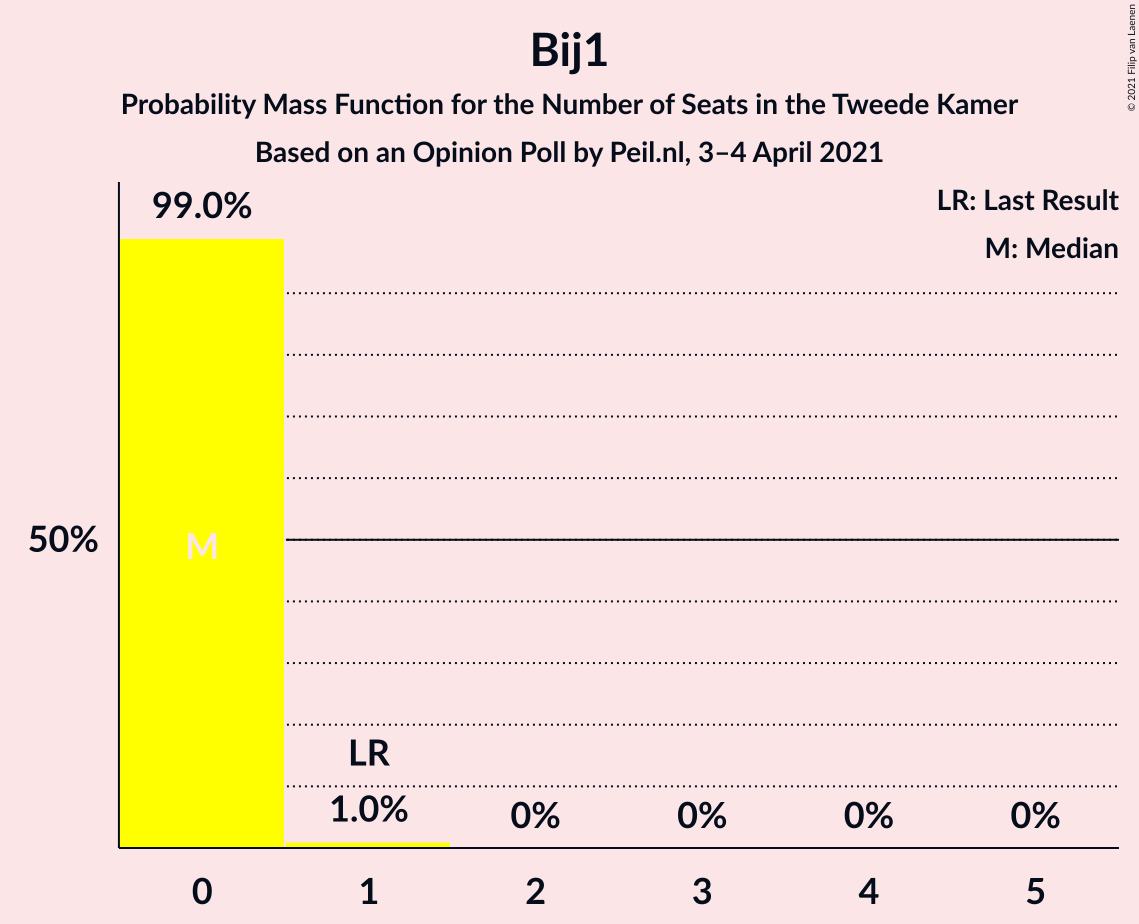 Bij1
Probability Mass Function for the Number of Seats in the Tweede Kamer
Based on an Opinion Poll by Peil.nl, 3–4 April 2021
© 2021 Filip van Laenen
LR: Last Result
M: Median
99.0%
50%
M
LR
1.0%
0%
0%
0%
0%
0
1
2
3
4
5